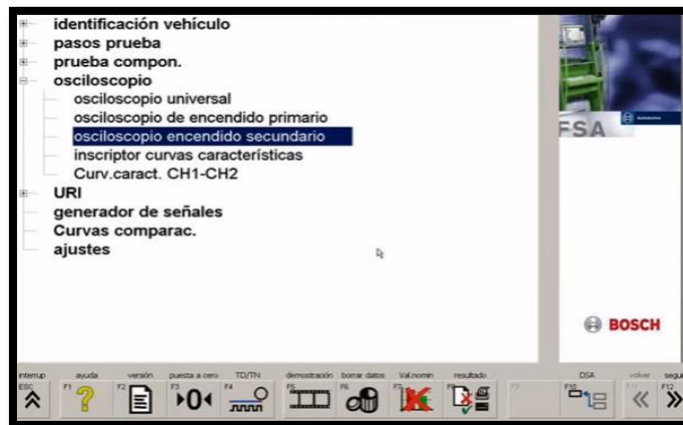 identificación vehículo
pasos prueba
prueba compon.
osciloscopio
osciloscopio universal
osciloscopio de encendido primario
osciloscopio encendido secundario
inscriptor curvas características
Curv.caract. CH1-CH2
URI
generador de señales
Curvas comparac.
ajustes
FSA
BOSCH
interrup ayuda versión puesta a cero TD/TN demostración borrar datos Val.nomin resultado DSA volver segui
ESC F1 F2 F3 F4 F5 F6 F7 F8 F9 F10 F11 F12
?
0